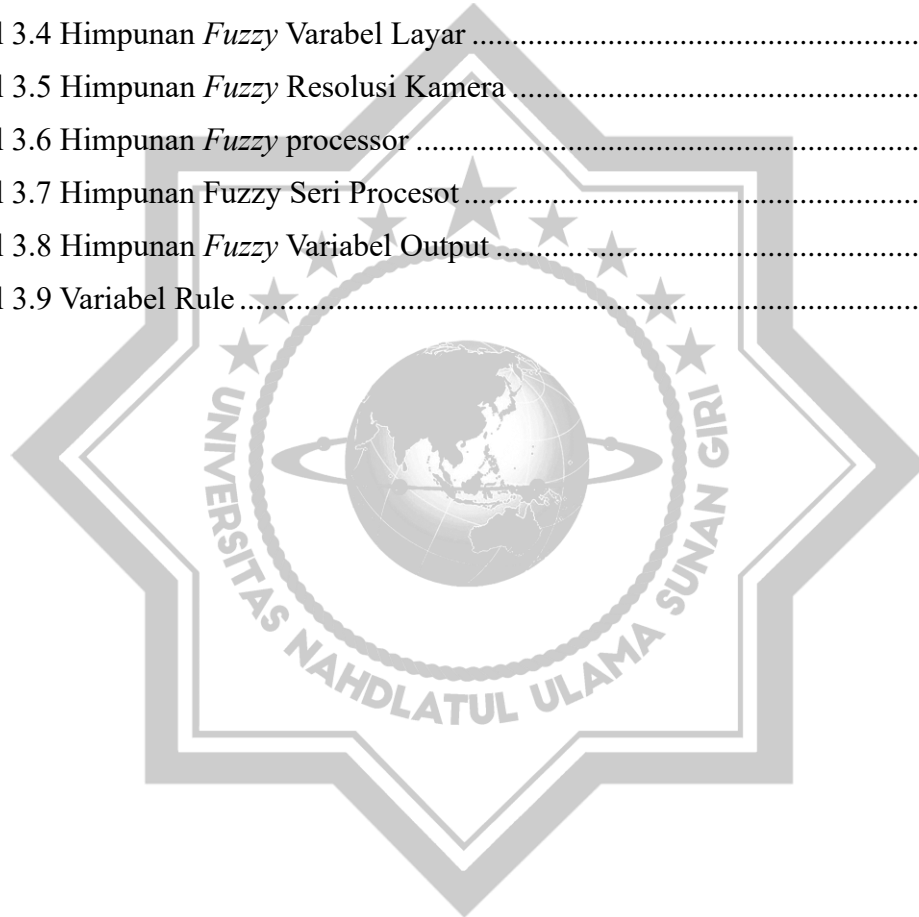 l 3.4 Himpunan Fuzzy Varabel Layar ........................................................
l 3.5 Himpunan Fuzzy Resolusi Kamera ...................................................
l 3.6 Himpunan Fuzzy processor ...............................................................
l 3.7 Himpunan Fuzzy Seri Procesot .........................................................
l 3.8 Himpunan Fuzzy Variabel Output .....................................................
l 3.9 Variabel Rule .....................................................................................
UNIVERSITAS NAHDLATUL ULAMA SUNAN GIRI